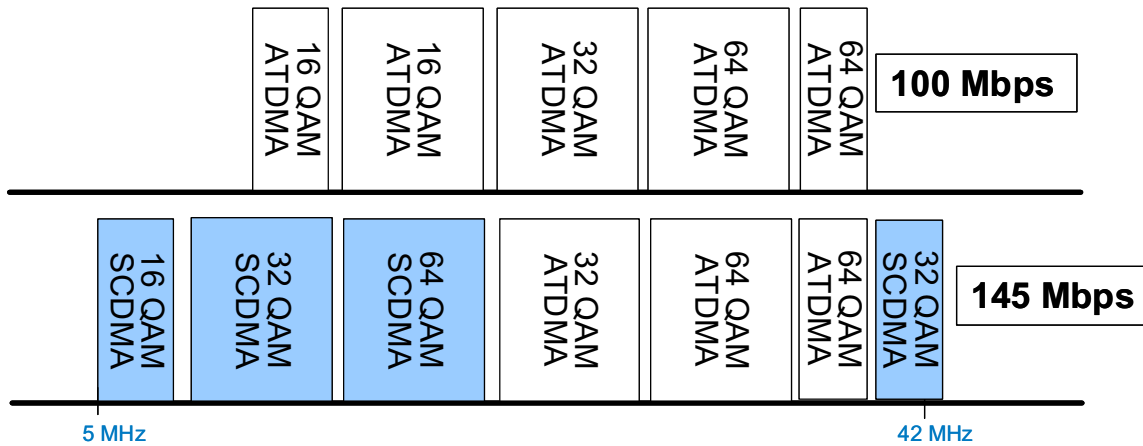 16 QAM
ATDMA
16 QAM
ATDMA
32 QAM
ATDMA
64 QAM
ATDMA
64 QAM
ATDMA
100 Mbps
16 QAM
SCDMA
32 QAM
SCDMA
64 QAM
SCDMA
32 QAM
ATDMA
64 QAM
ATDMA
64 QAM
ATDMA
32 QAM
SCDMA
145 Mbps
5 MHz
42 MHz